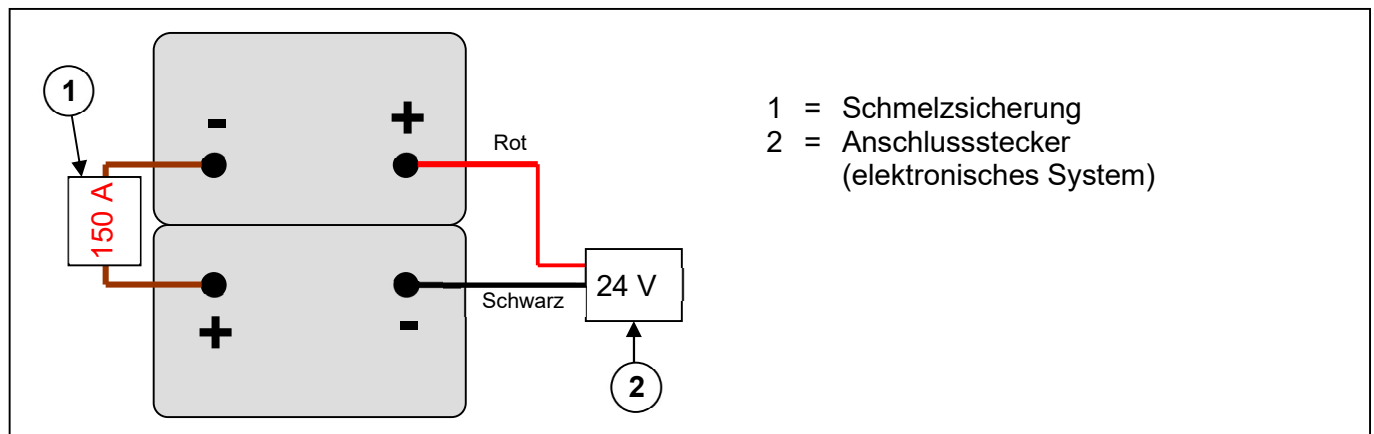 1
- +
Rot
150 A
24 V
Schwarz
+ -
2
1 = Schmelzsicherung
2 = Anschlussstecker
(elektronisches System)